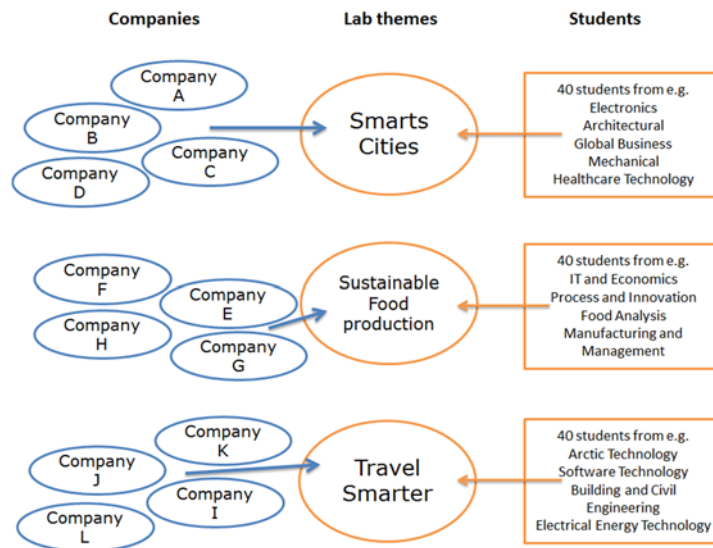 Companies
Lab themes
Students
Company
A
Company
B
Company
C
Company
D
Smarts
Cities
40 students from e.g.
Electronics
Architectural
Global Business
Mechanical
Healthcare Technology
Company
F
Company
E
Company
H
Company
G
Sustainable
Food
production
40 students from e.g.
IT and Economics
Process and Innovation
Food Analysis
Manufacturing and
Management
Company
K
Company
J
Company
I
Company
L
Travel
Smarter
40 students from e.g.
Arctic Technology
Software Technology
Building and Civil
Engineering
Electrical Energy Technology